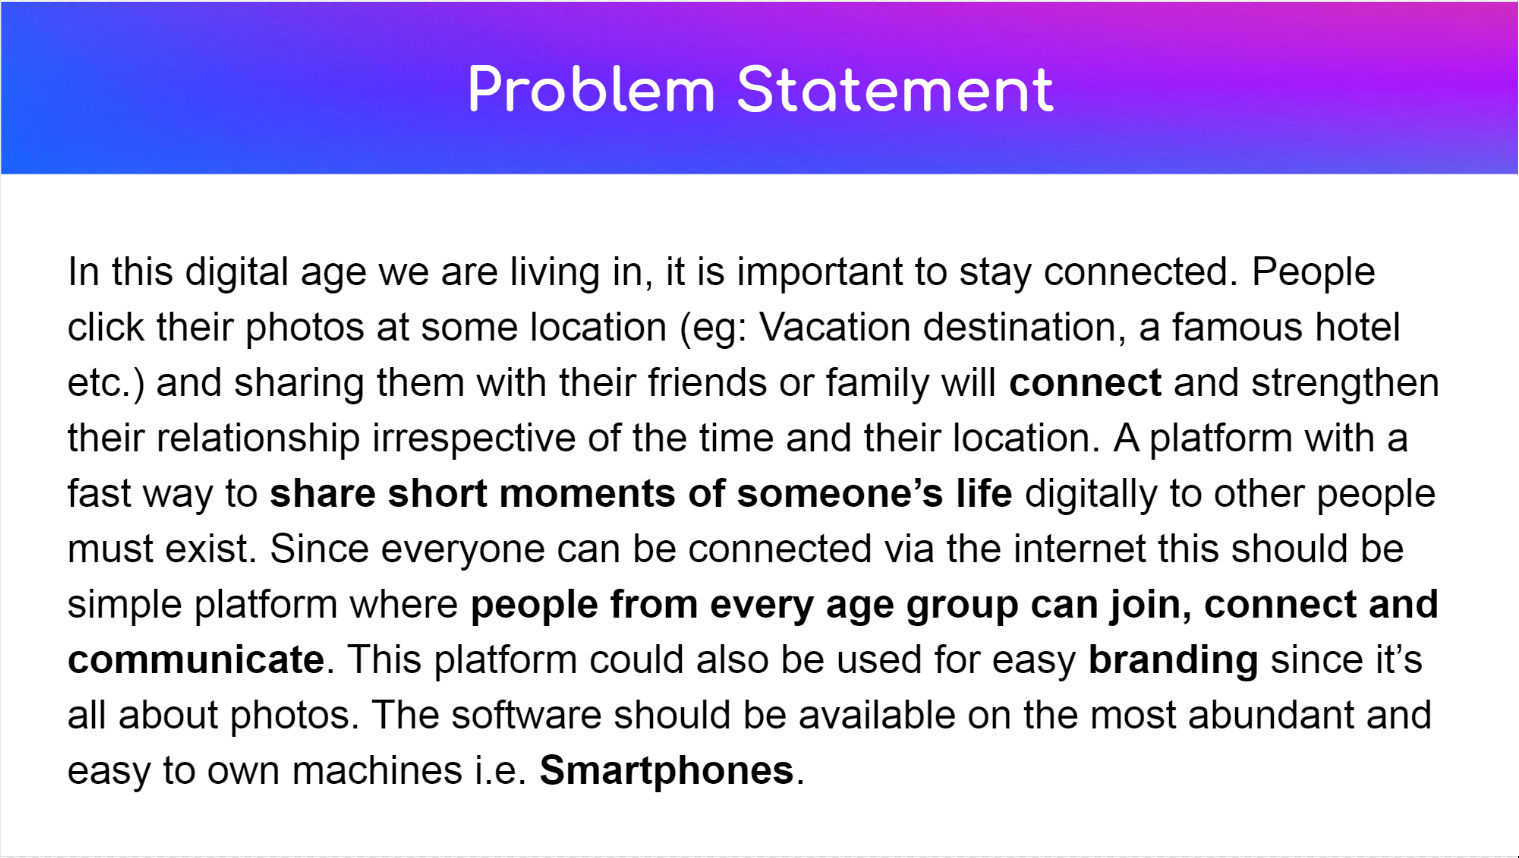 Problem Statement
In this digital age we are living in, it is important to stay connected. People
click their photos at some location (eg: Vacation destination, a famous hotel
etc.) and sharing them with their friends or family will connect and strengthen
their relationship irrespective of the time and their location. A platform with a
fast way to share short moments of someone’s life digitally to other people
must exist. Since everyone can be connected via the internet this should be
simple platform where people from every age group can join, connect and
communicate. This platform could also be used for easy branding since it’s
all about photos. The software should be available on the most abundant and
easy to own machines i.e. Smartphones.